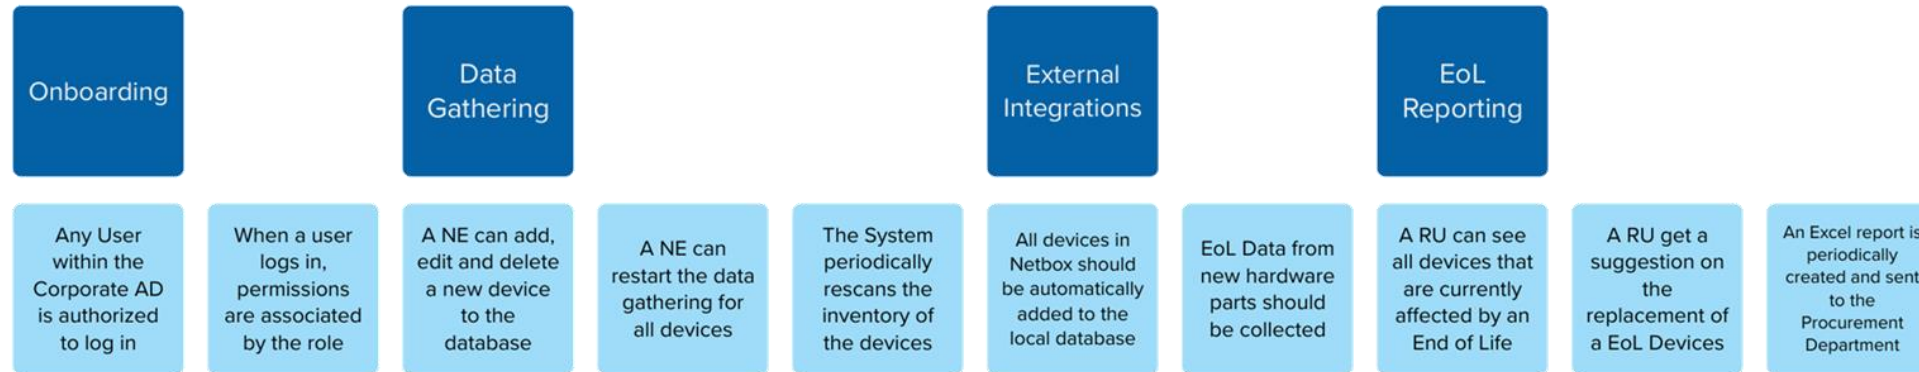 Onboarding
Data
Gathering
External
Integrations
EoL
Reporting
Any User
within the
Corporate AD
is authorized
to log in
When a user
logs in,
permissions
are associated
by the role
A NE can add,
edit and delete
a new device
to the
database
A NE can
restart the data
gathering for
all devices
The System
periodically
rescans the
inventory of
the devices
All devices in
Netbox should
be automatically
added to the
local database
EoL Data from
new hardware
parts should
be collected
A RU can see
all devices that
are currently
affected by an
End of Life
A RU get a
suggestion on
the
replacement of
a EoL Devices
An Excel report is
periodically
created and sent
to the
Procurement
Department